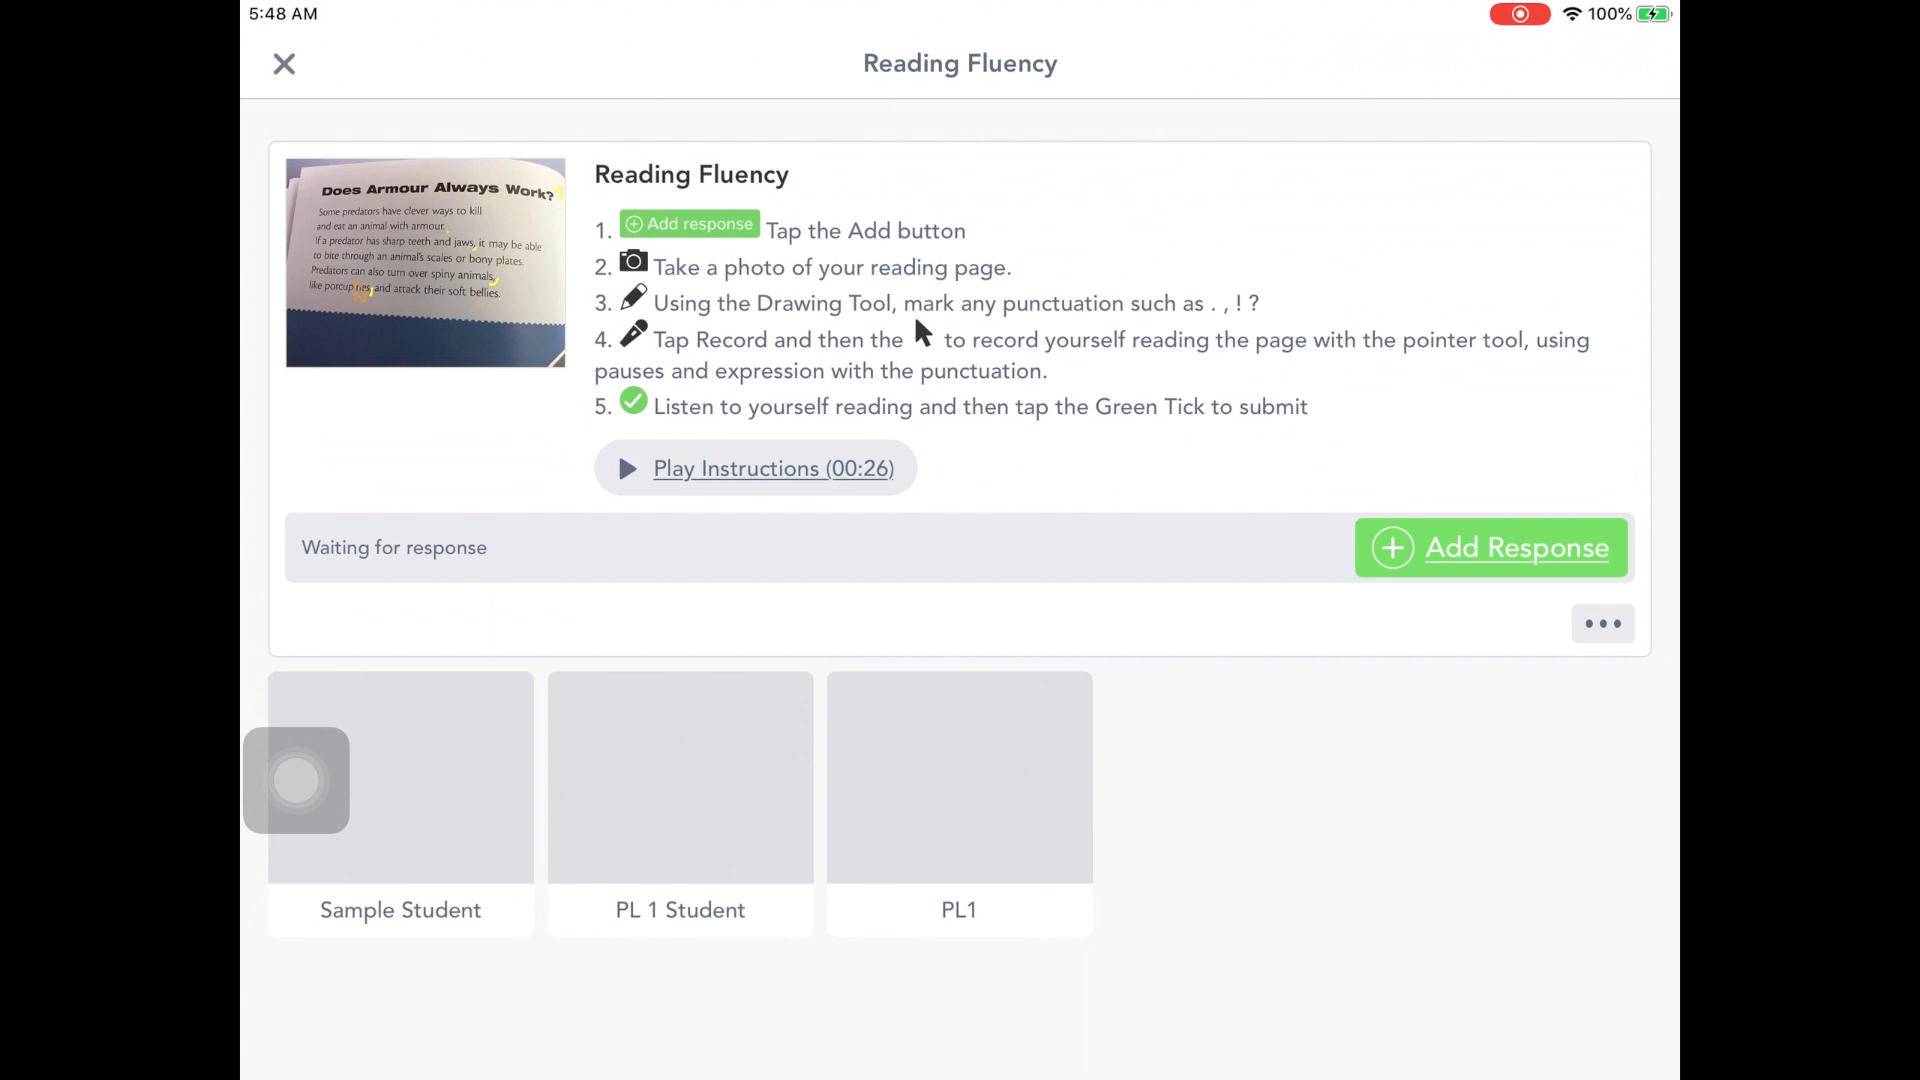 5:48 AM
100%
Reading Fluency
Does Armour Always Work?
Some predators have clever ways to kill
and eat an animal with armour.
If a predator has sharp teeth and jaws, it may be able
to bite through an animal's scales or bony plates.
Predators can also turn over spiny animals,
like and attack their soft bellies.
Reading Fluency
1. Add response Tap the Add button
2. Take a photo of your reading page.
3. Using the Drawing Tool, mark any punctuation such as . , ! ?
4. Tap Record and then the to record yourself reading the page with the pointer tool, using
pauses and expression with the punctuation.
5. Listen to yourself reading and then tap the Green Tick to submit
Play Instructions (00:26)
Waiting for response
Add Response
Sample Student
PL 1 Student
PL1